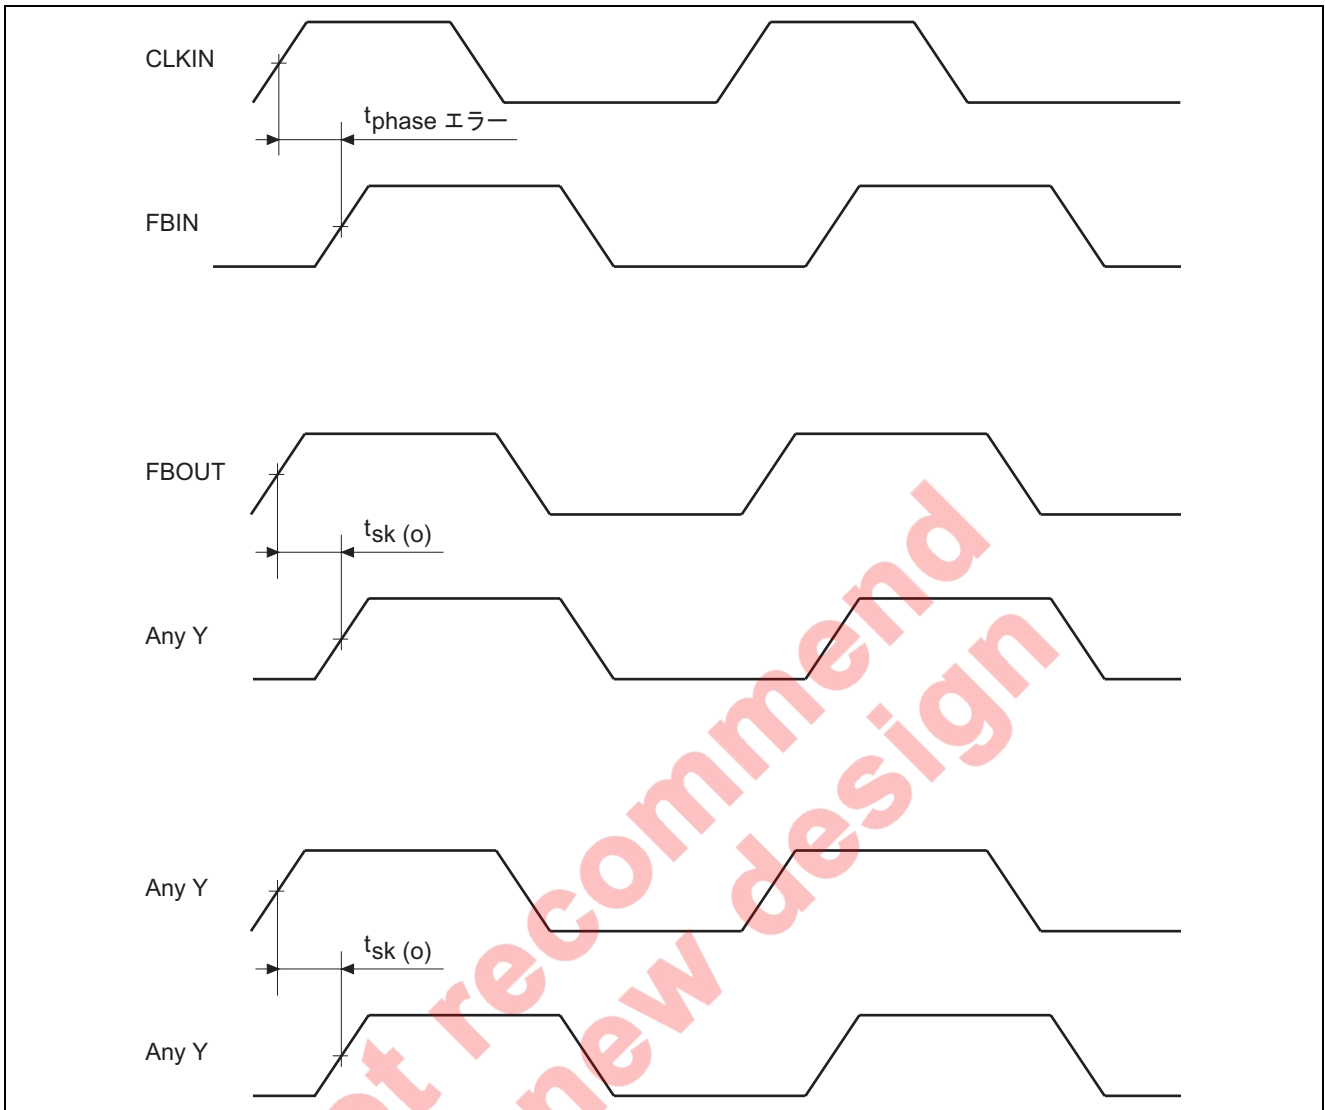 CLKIN
tphase エラー
FBIN
FBOUT
tsk (o)
Any Y
Any Y
tsk (o)
Any Y
recommend
new design